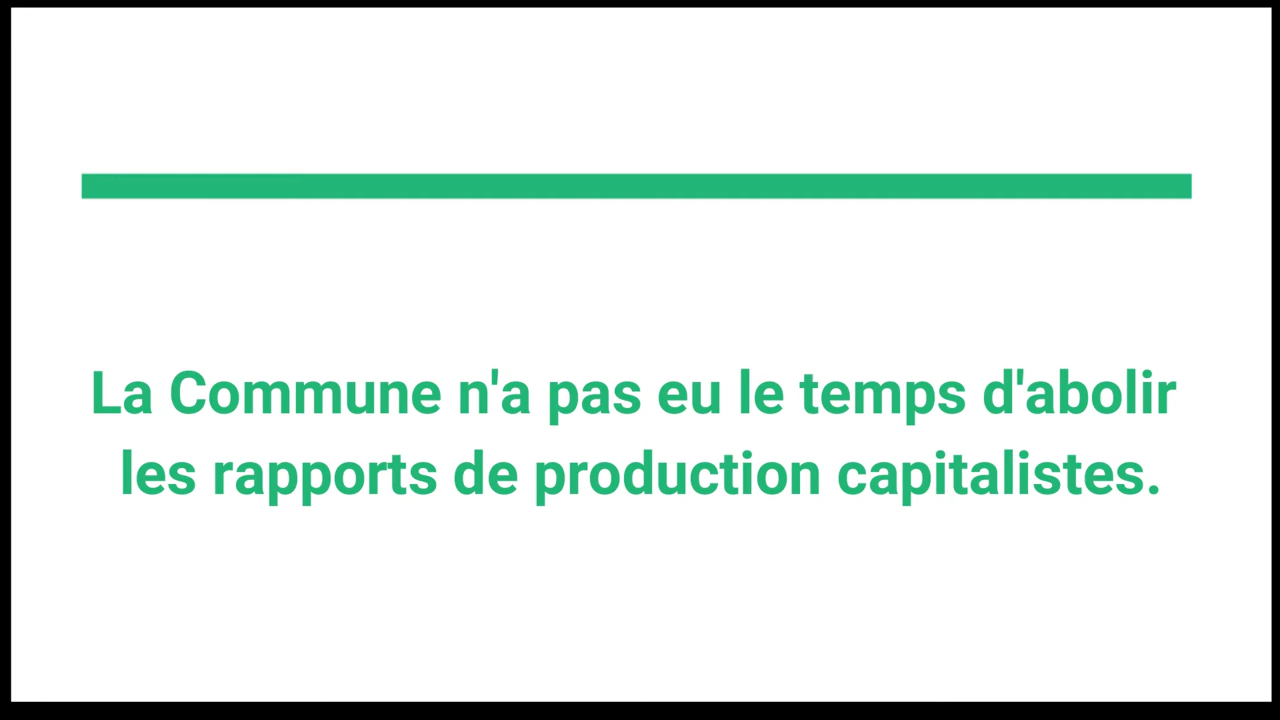 La Commune n'a pas eu le temps d'abolir
les rapports de production capitalistes.